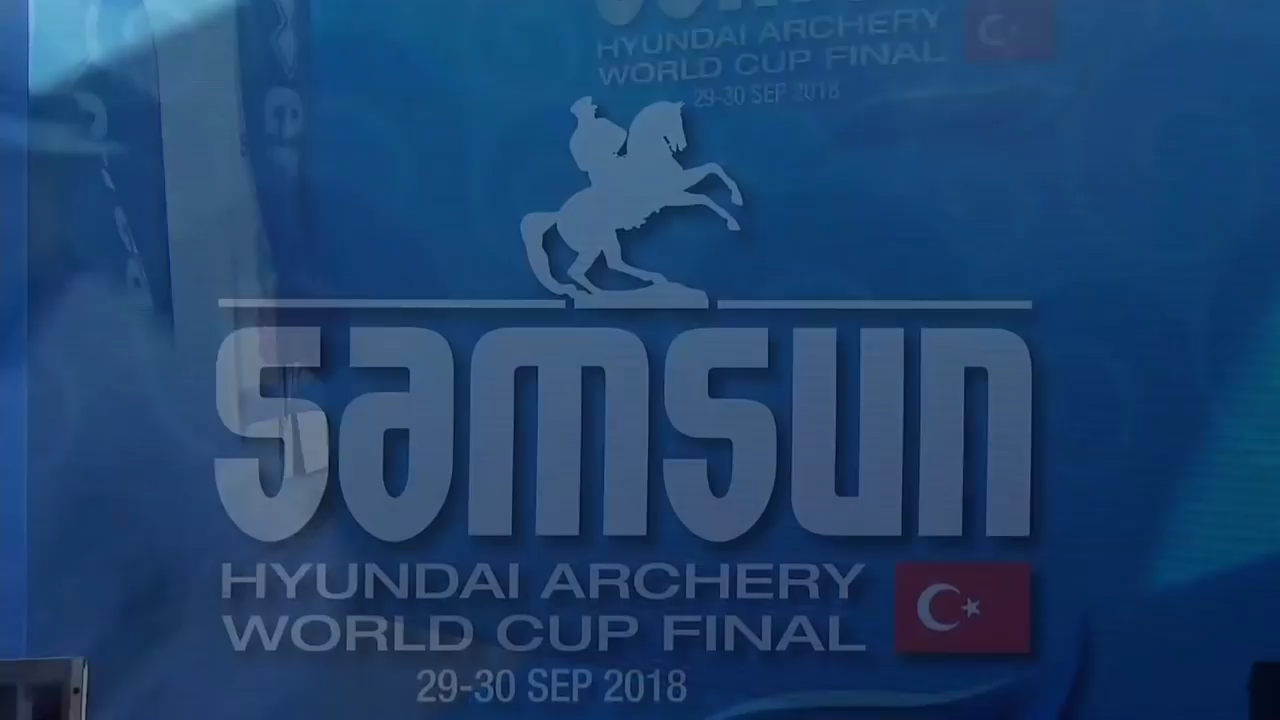 HYUNDAI ARCHERY
WORLD CUP FINAL
29-30 SEP 2018
samsun
HYUNDAI ARCHERY
WORLD CUP FINAL
29-30 SEP 2018